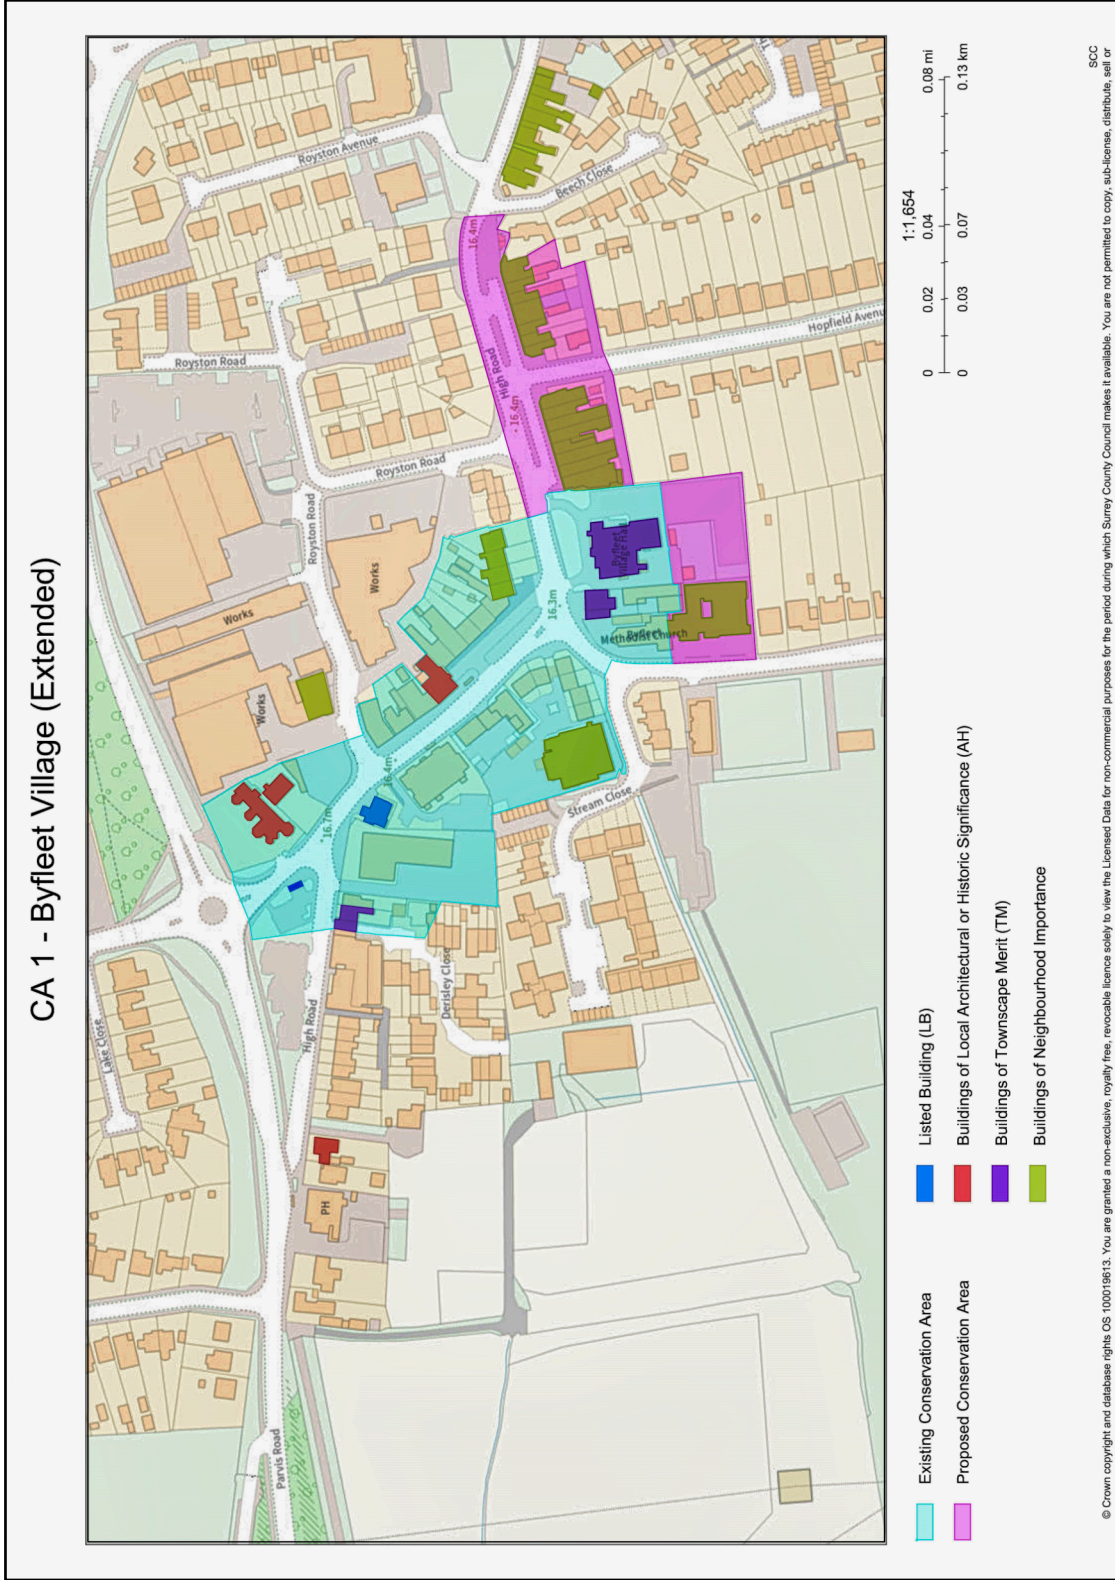 CA 1 - Byfleet Village (Extended)
Lake Close
Parvis Road
PH
High Road
Derisley Close
Works
Works
Works
Royston Road
Royston Road
Royston Road
Royston Avenue
16.7m
16.4m
16.3m
High Road
16.4m
16.4m
Beech Close
Hopfield Avenu
Byfleet
Village Hall
Byfleet
Methodist Church
Stream Close
Existing Conservation Area
Proposed Conservation Area
Listed Building (LB)
Buildings of Local Architectural or Historic Significance (AH)
Buildings of Townscape Merit (TM)
Buildings of Neighbourhood Importance
1:1,654
0 0.02 0.04 0.08 mi
0 0.03 0.07 0.13 km
SCC
© Crown copyright and database rights OS 100019613. You are granted a non-exclusive, royalty free, revocable licence solely to view the Licensed Data for non-commercial purposes for the period during which Surrey County Council makes it available. You are not permitted to copy, sub-license, distribute, sell or